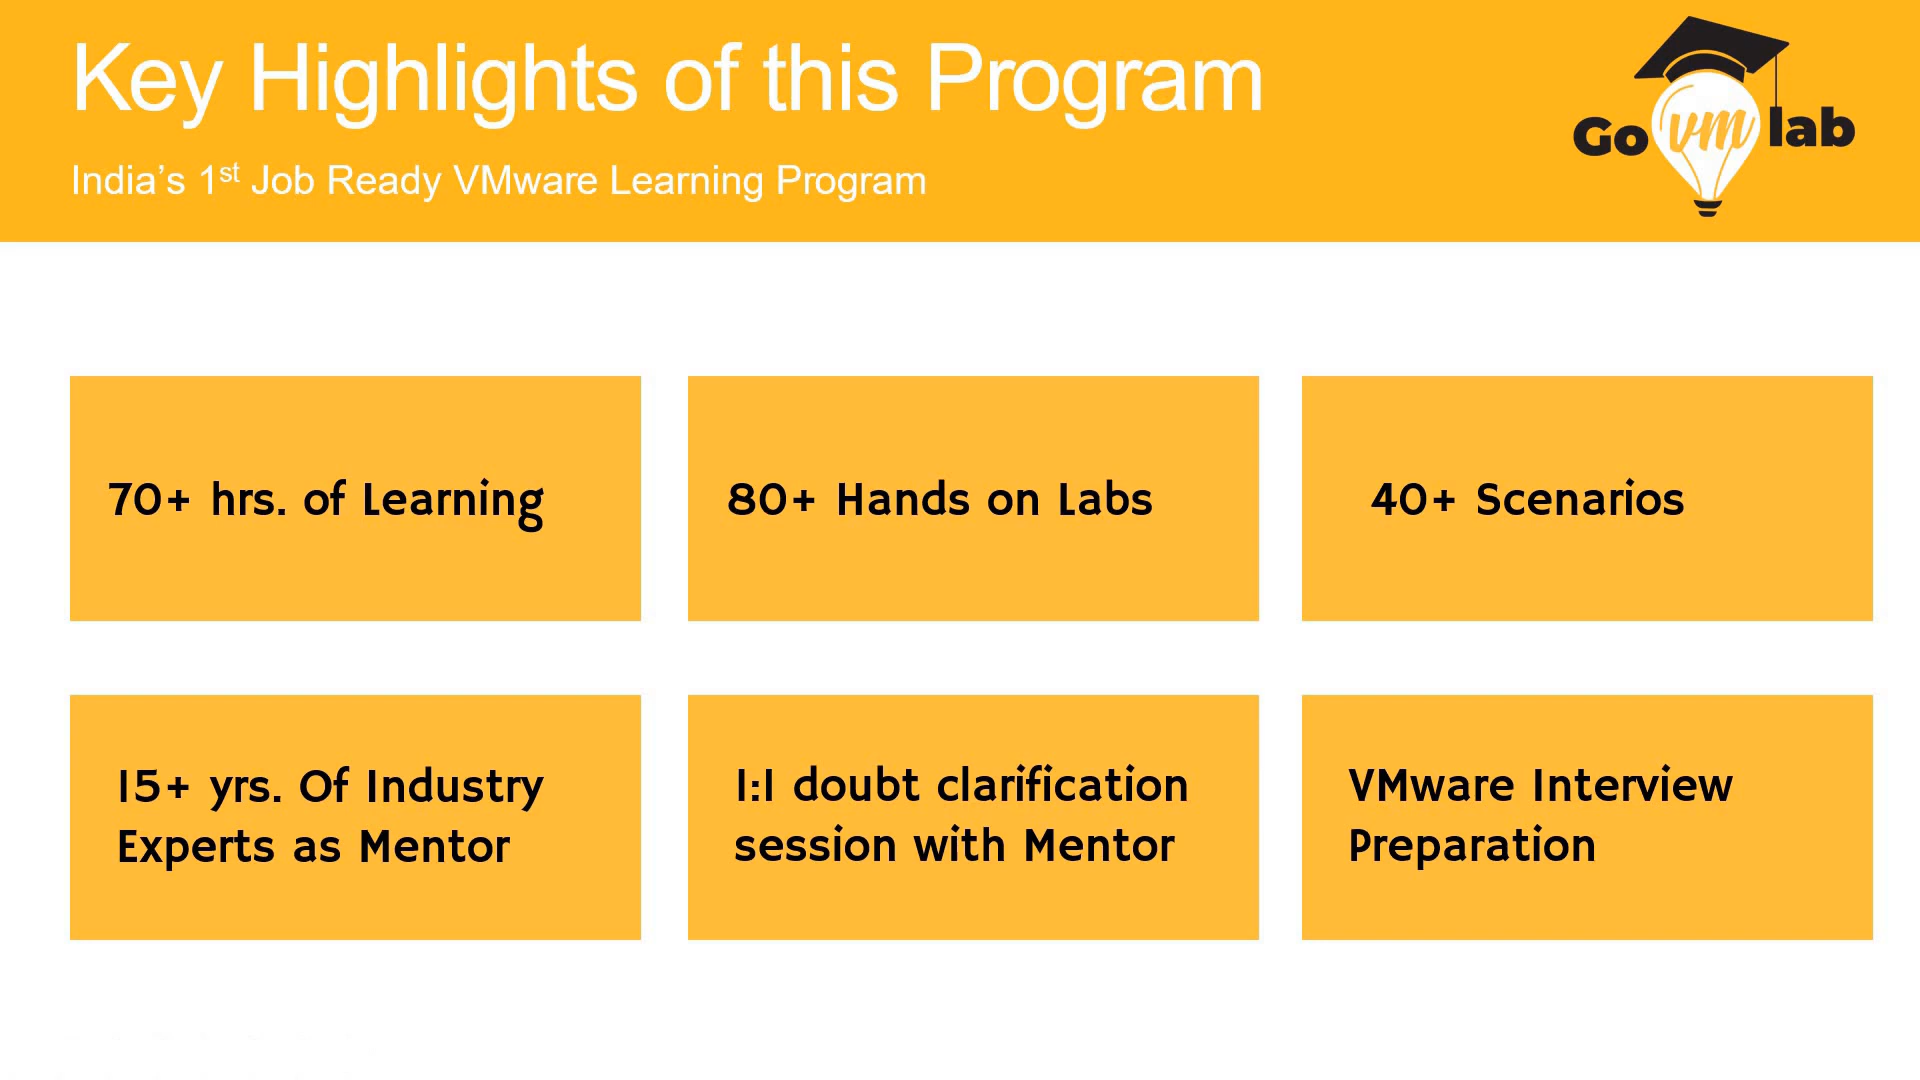 Key Highlights of this Program
India’s 1st Job Ready VMware Learning Program
Go vm lab
70+ hrs. of Learning
80+ Hands on Labs
40+ Scenarios
15+ yrs. Of Industry
Experts as Mentor
1:1 doubt clarification
session with Mentor
VMware Interview
Preparation